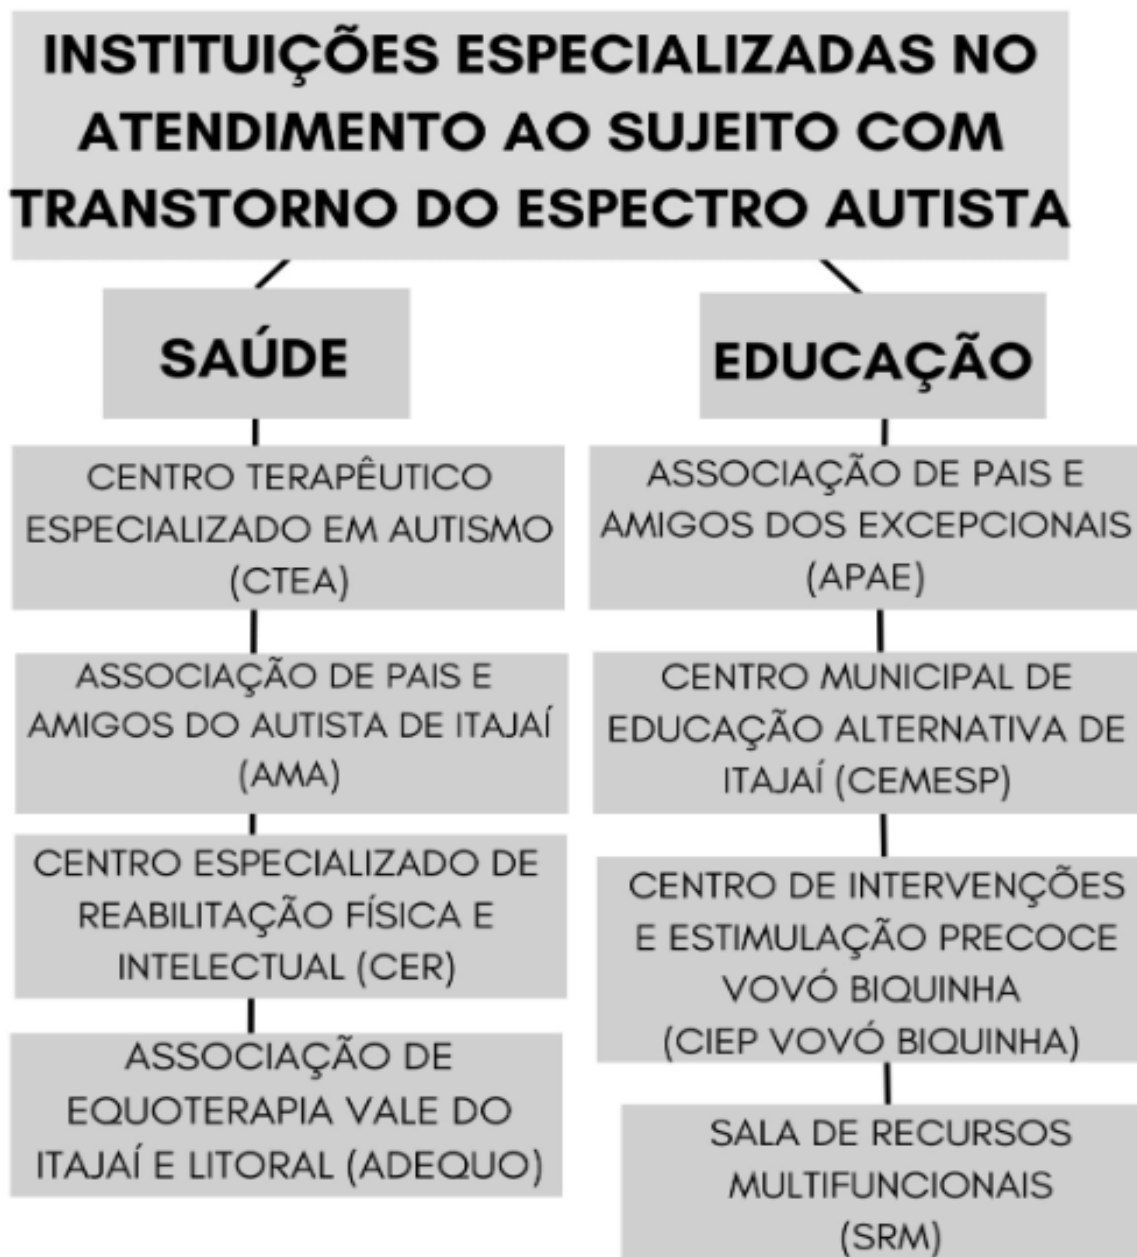 INSTITUIÇÕES ESPECIALIZADAS NO
ATENDIMENTO AO SUJEITO COM
TRANSTORNO DO ESPECTRO AUTISTA
SAÚDE
CENTRO TERAPÊUTICO
ESPECIALIZADO EM AUTISMO
(CTEA)
ASSOCIAÇÃO DE PAIS E
AMIGOS DO AUTISTA DE ITAJAÍ
(AMA)
CENTRO ESPECIALIZADO DE
REABILITAÇÃO FÍSICA E
INTELECTUAL (CER)
ASSOCIAÇÃO DE
EQUOTERAPIA VALE DO
ITAJAÍ E LITORAL (ADEQUO)
EDUCAÇÃO
ASSOCIAÇÃO DE PAIS E
AMIGOS DOS EXCEPCIONAIS
(APAE)
CENTRO MUNICIPAL DE
EDUCAÇÃO ALTERNATIVA DE
ITAJAÍ (CEMESP)
CENTRO DE INTERVENÇÕES
E ESTIMULAÇÃO PRECOCE
VOVÓ BIQUINHA
(CIEP VOVÓ BIQUINHA)
SALA DE RECURSOS
MULTIFUNCIONAIS
(SRM)